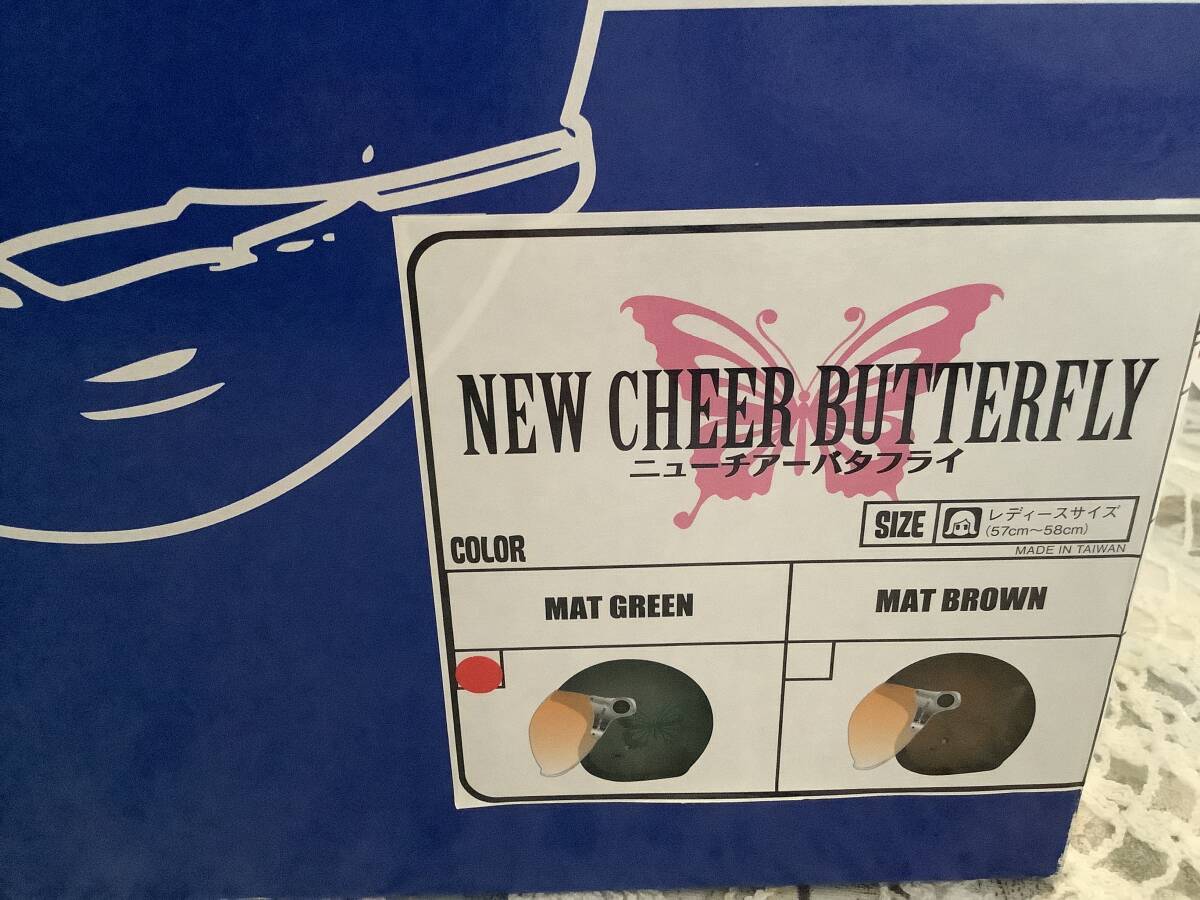 NEW CHEER BUTTERFLY
ニューチアーバタフライ
SIZE レディースサイズ
(57cm〜58cm)
MADE IN TAIWAN
COLOR
MAT GREEN
MAT BROWN